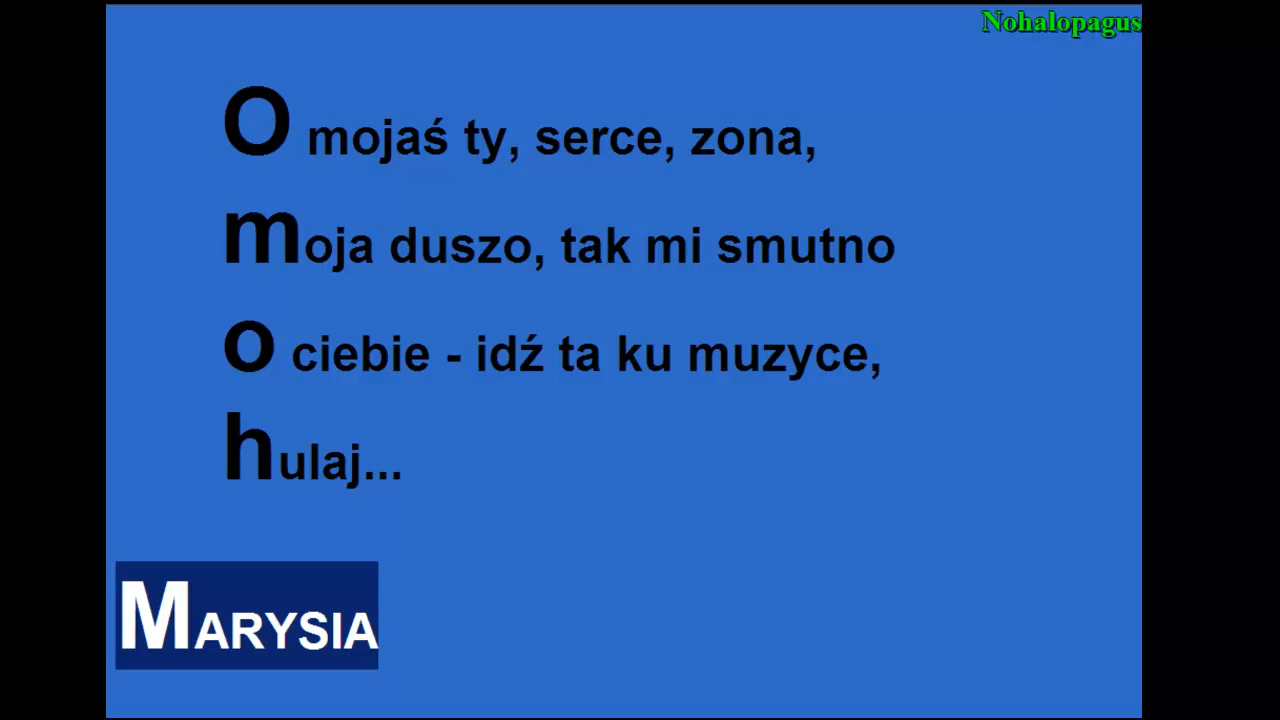 Nohalopagus
O mojaś ty, serce, zona,
moja duszo, tak mi smutno
o ciebie - idź ta ku muzyce,
hulaj...
MARYSIA